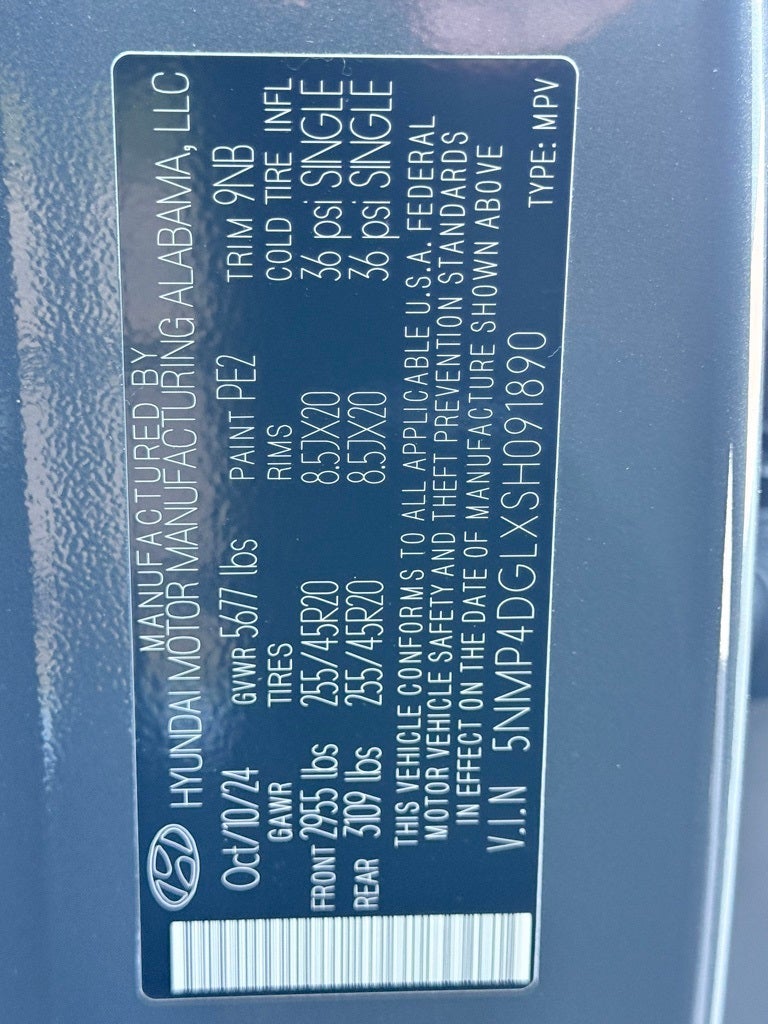 MANUFACTURED BY
HYUNDAI MOTOR MANUFACTURING ALABAMA, LLC
Oct/10/24 GVWR 5677 lbs PAINT PE2 TRIM 9NB
GAWR TIRES RIMS COLD TIRE INFL
FRONT 2955 lbs 255/45R20 8.5JX20 36 psi SINGLE
REAR 3109 lbs 255/45R20 8.5JX20 36 psi SINGLE
THIS VEHICLE CONFORMS TO ALL APPLICABLE U.S.A. FEDERAL
MOTOR VEHICLE SAFETY AND THEFT PREVENTION STANDARDS
IN EFFECT ON THE DATE OF MANUFACTURE SHOWN ABOVE
V.I.N 5NMP4DGLXSH091890
TYPE: MPV